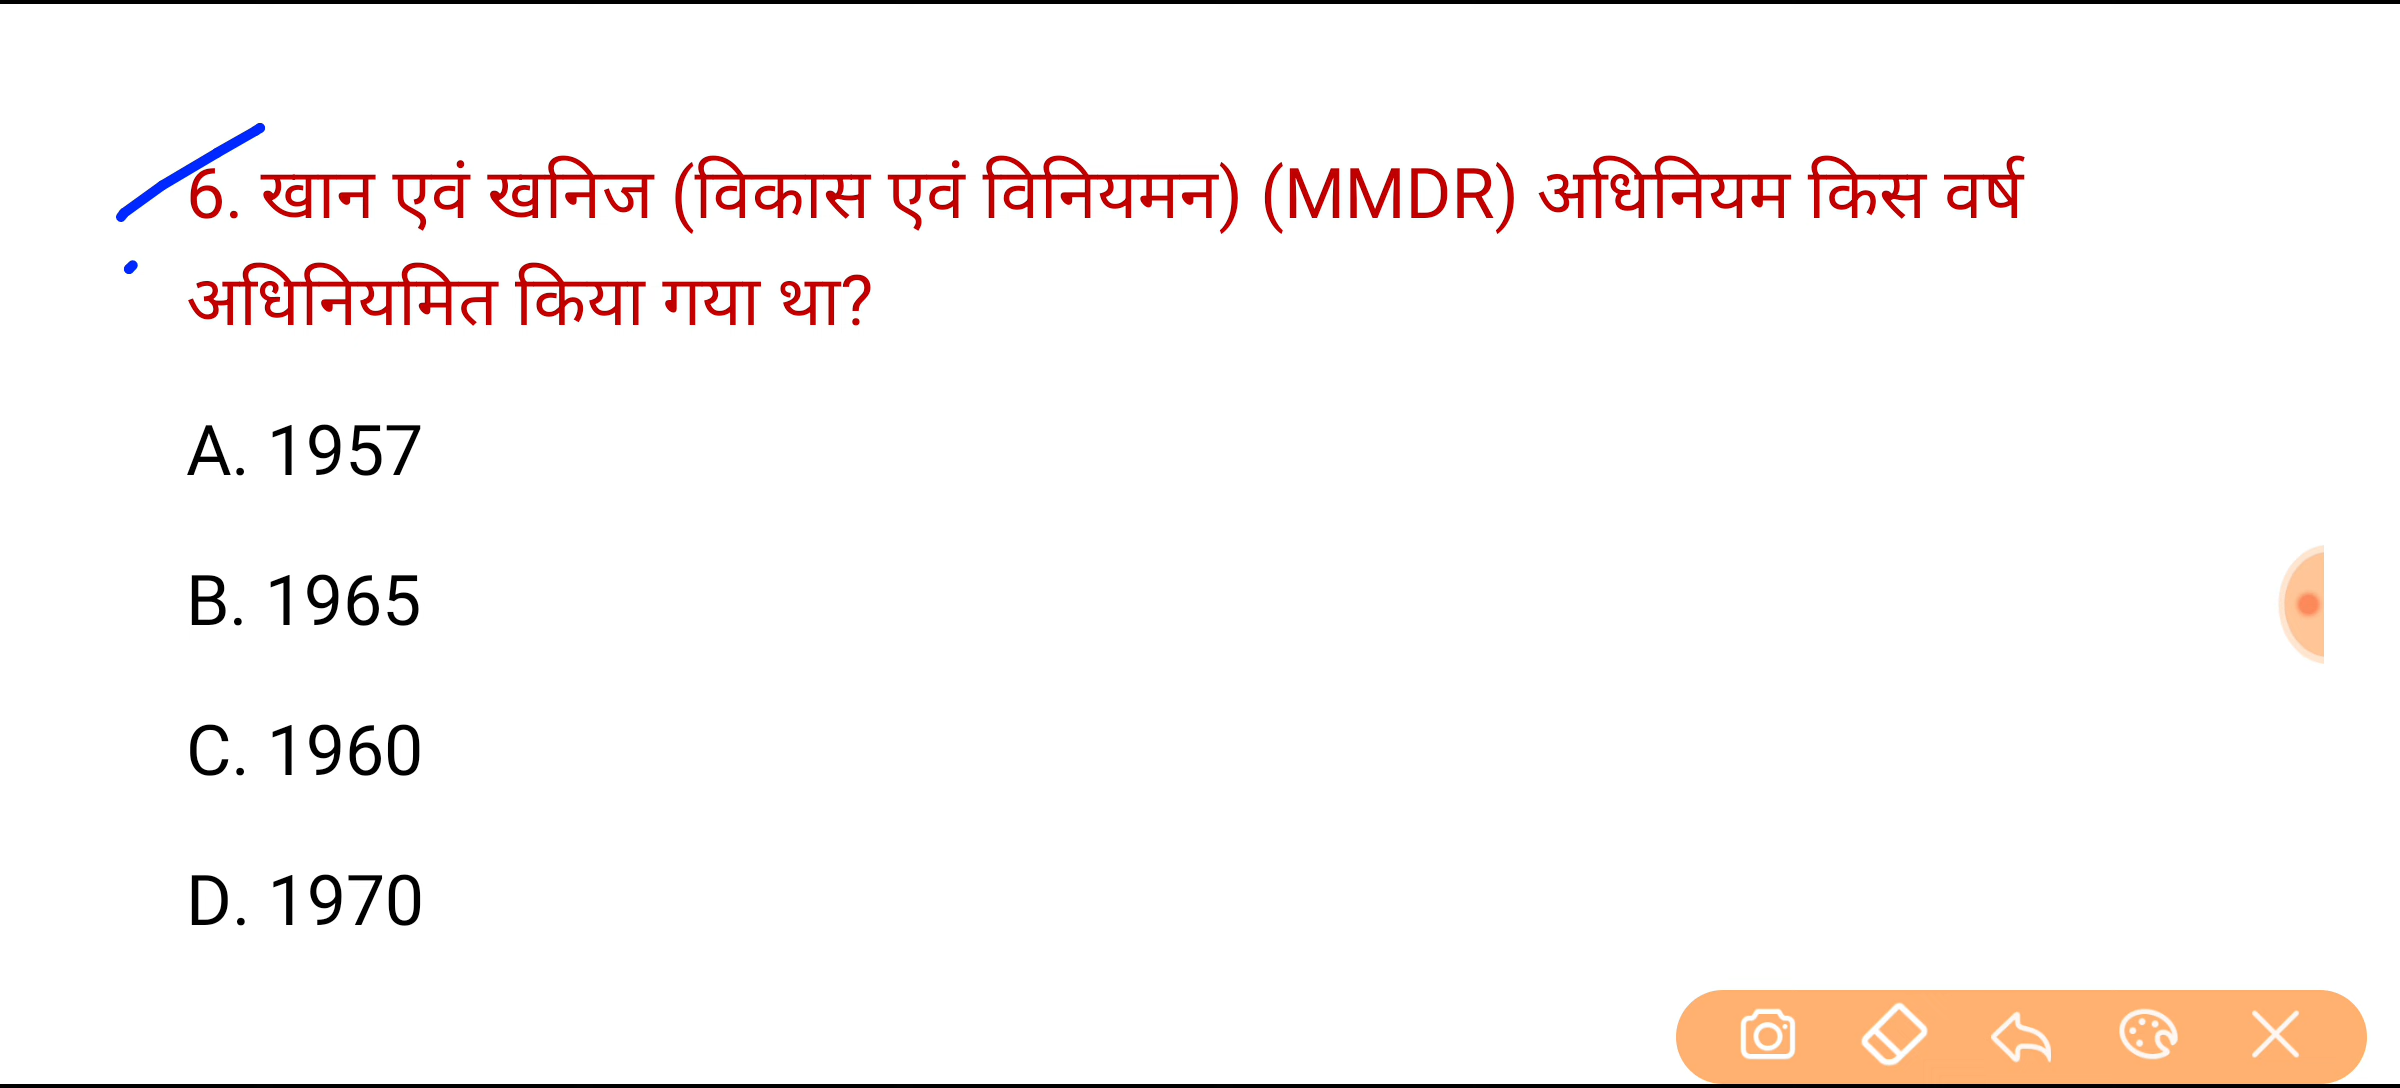 6. खान एवं खनिज (विकास एवं विनियमन) (MMDR) अधिनियम किस वर्ष
अधिनियमित किया गया था?
A. 1957
B. 1965
C. 1960
D. 1970